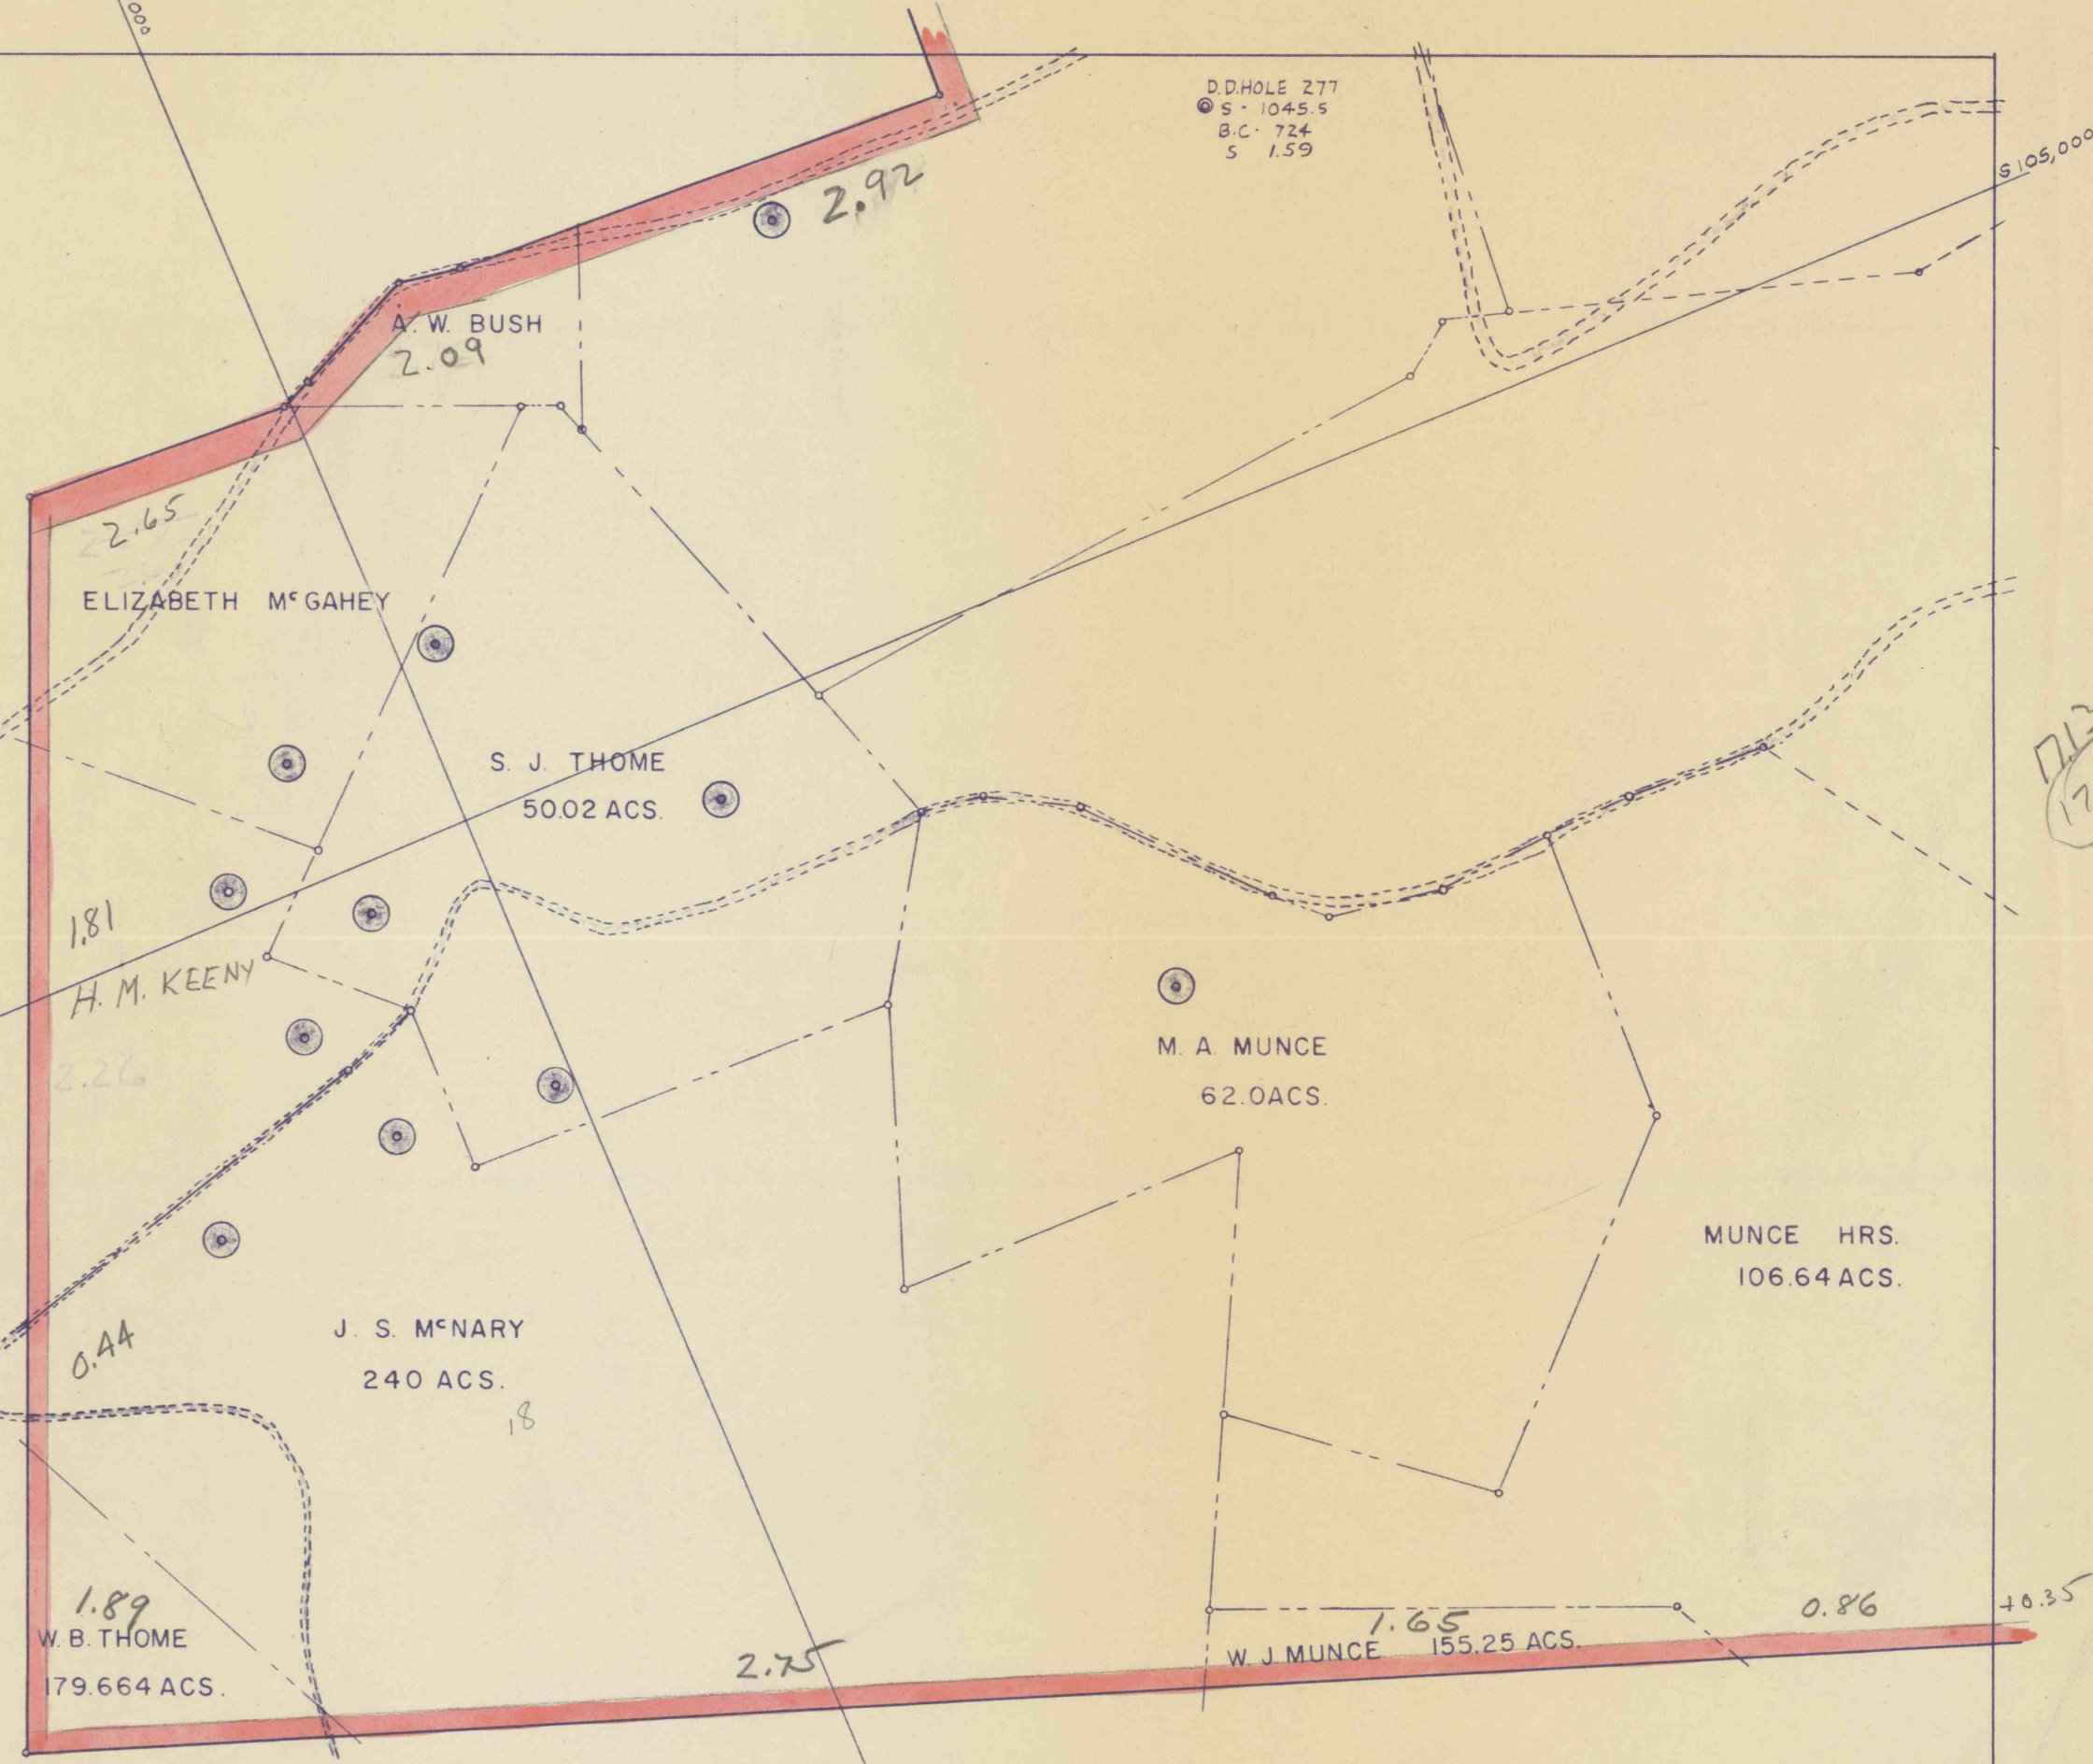 000
D.D.HOLE 277
S - 1045.5
B.C. 724
S 1.59
S 105,000
2.92
A. W. BUSH
2.09
2.65
ELIZABETH McGAHEY
S. J. THOME
50.02 ACS.
1.81
H. M. KEENY
2.26
M. A. MUNCE
62.0 ACS.
MUNCE HRS.
106.64 ACS.
0.44
J. S. McNARY
240 ACS.
18
1.89
W. B. THOME
179.664 ACS.
2.75
1.65
W. J MUNCE 155.25 ACS.
0.86
+0.35